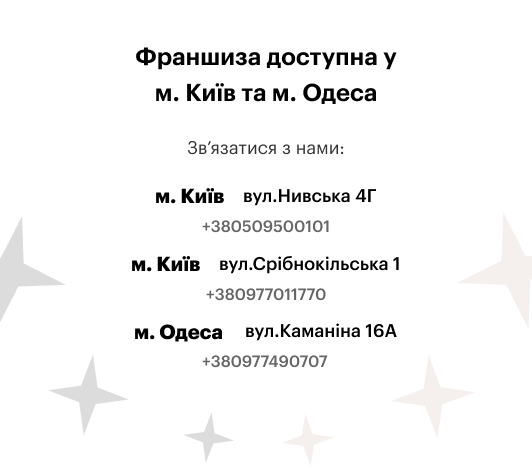 Франшиза доступна у
м. Київ та м. Одеса
Зв’язатися з нами:
м. Київ вул.Нивська 4Г
+380509500101
м. Київ вул.Срібнокільська 1
+380977011770
м. Одеса вул.Каманіна 16А
+380977490707